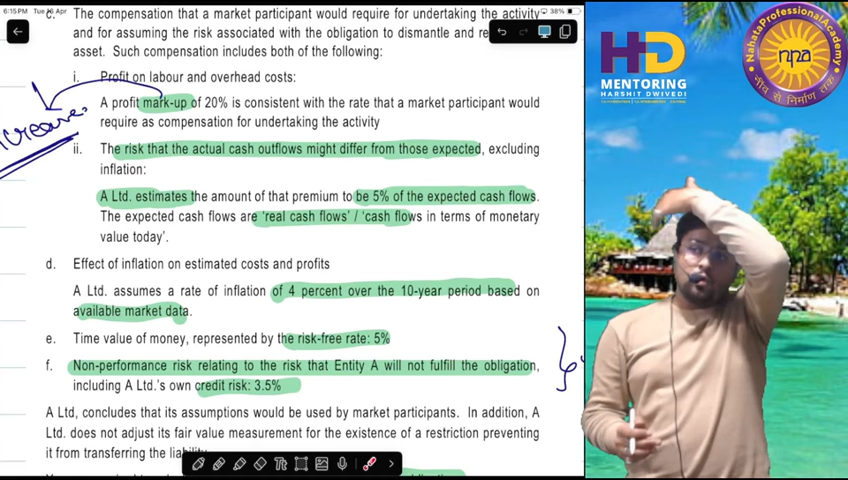 6:15 PM Tue 16 Apr
38%
c. The compensation that a market participant would require for undertaking the activity
and for assuming the risk associated with the obligation to dismantle and re
asset. Such compensation includes both of the following:
i. Profit on labour and overhead costs:
A profit mark-up of 20% is consistent with the rate that a market participant would
require as compensation for undertaking the activity
ii. The risk that the actual cash outflows might differ from those expected, excluding
inflation:
A Ltd. estimates the amount of that premium to be 5% of the expected cash flows.
The expected cash flows are ‘real cash flows’ / ‘cash flows in terms of monetary
value today’.
d. Effect of inflation on estimated costs and profits
A Ltd. assumes a rate of inflation of 4 percent over the 10-year period based on
available market data.
e. Time value of money, represented by the risk-free rate: 5%
f. Non-performance risk relating to the risk that Entity A will not fulfill the obligation,
including A Ltd.’s own credit risk: 3.5%
A Ltd, concludes that its assumptions would be used by market participants. In addition, A
Ltd. does not adjust its fair value measurement for the existence of a restriction preventing
it from transferring the liability.
HD
MENTORING
HARSHIT DWIVEDI
Nahata Professional Academy
npa
नींव से निर्माण तक